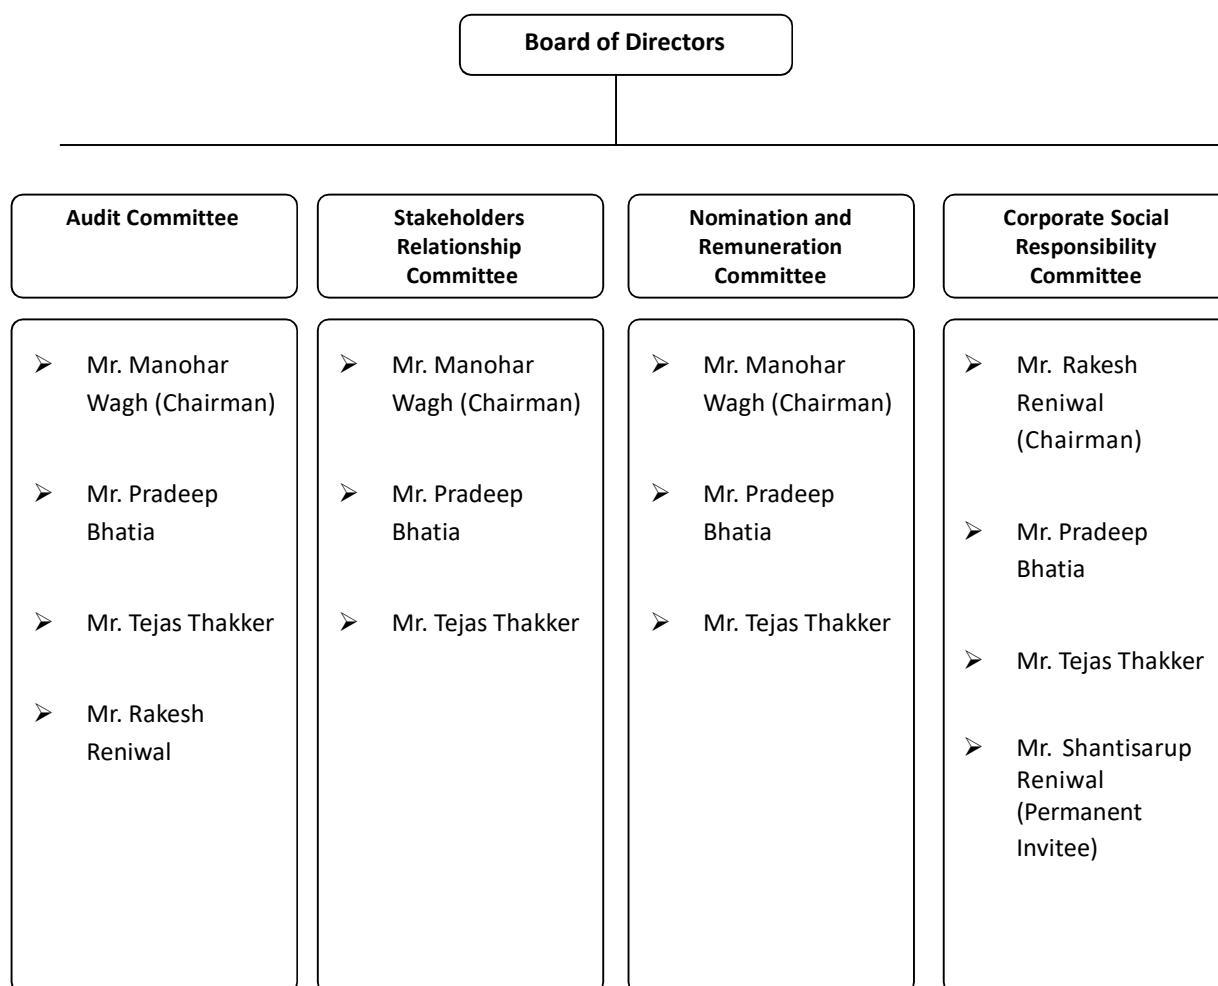 Board of Directors
Audit Committee
Stakeholders
Relationship
Committee
Nomination and
Remuneration
Committee
Corporate Social
Responsibility
Committee
➢ Mr. Manohar
Wagh (Chairman)
➢ Mr. Pradeep
Bhatia
➢ Mr. Tejas Thakker
➢ Mr. Rakesh
Reniwal
➢ Mr. Manohar
Wagh (Chairman)
➢ Mr. Pradeep
Bhatia
➢ Mr. Tejas Thakker
➢ Mr. Manohar
Wagh (Chairman)
➢ Mr. Pradeep
Bhatia
➢ Mr. Tejas Thakker
➢ Mr. Rakesh
Reniwal
(Chairman)
➢ Mr. Pradeep
Bhatia
➢ Mr. Tejas Thakker
➢ Mr. Shantisarup
Reniwal
(Permanent
Invitee)